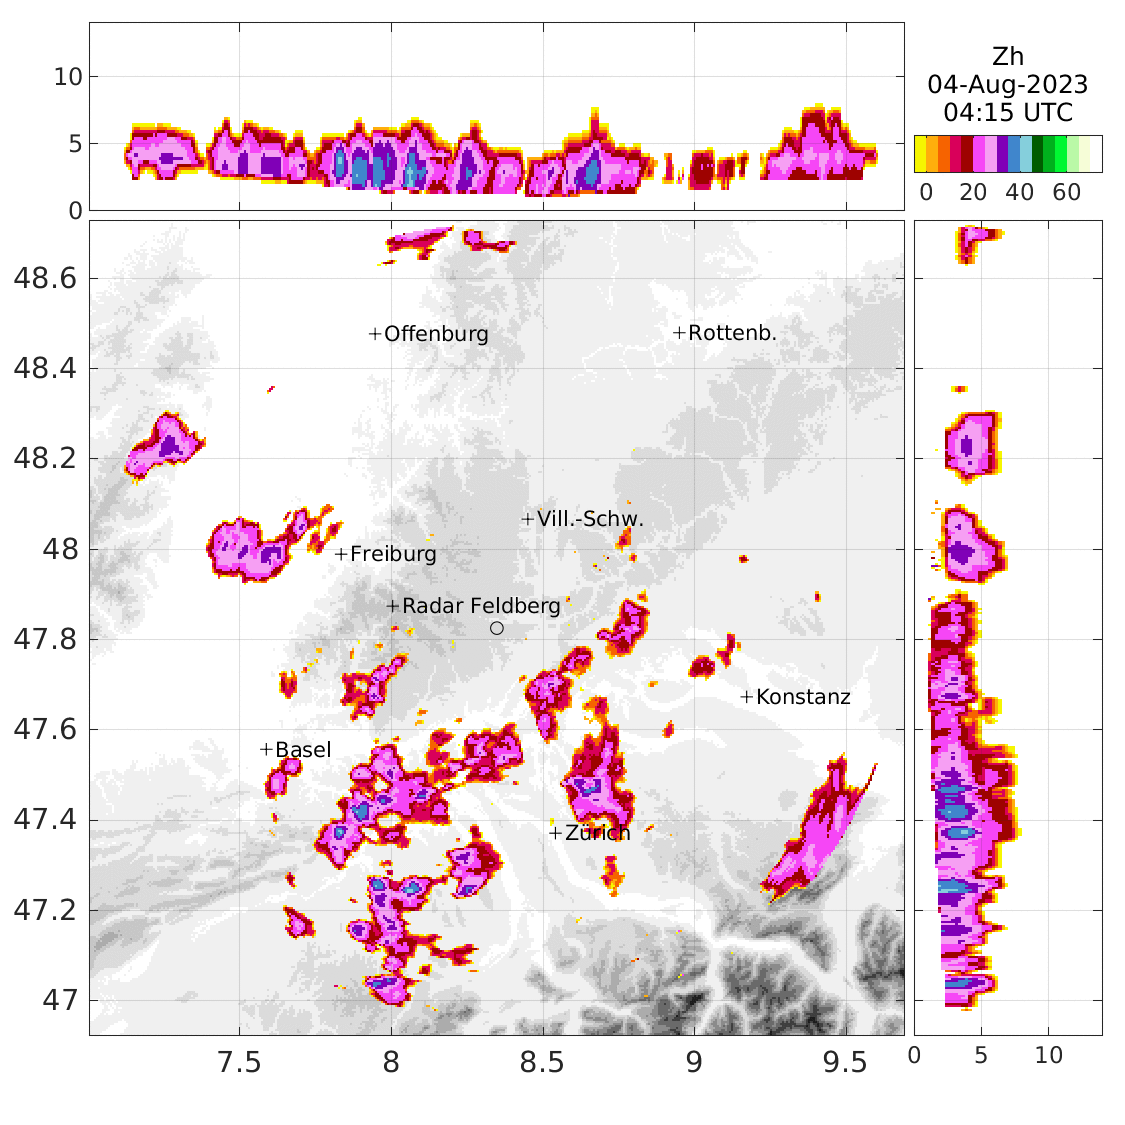 Zh
04-Aug-2023
04:15 UTC
0 20 40 60
10
5
0
48.6
48.4
48.2
48
47.8
47.6
47.4
47.2
47
+Offenburg
+Rottenb.
+Vill.-Schw.
+Freiburg
+Radar Feldberg
+Konstanz
+Basel
+Zürich
7.5 8 8.5 9 9.5
0 5 10